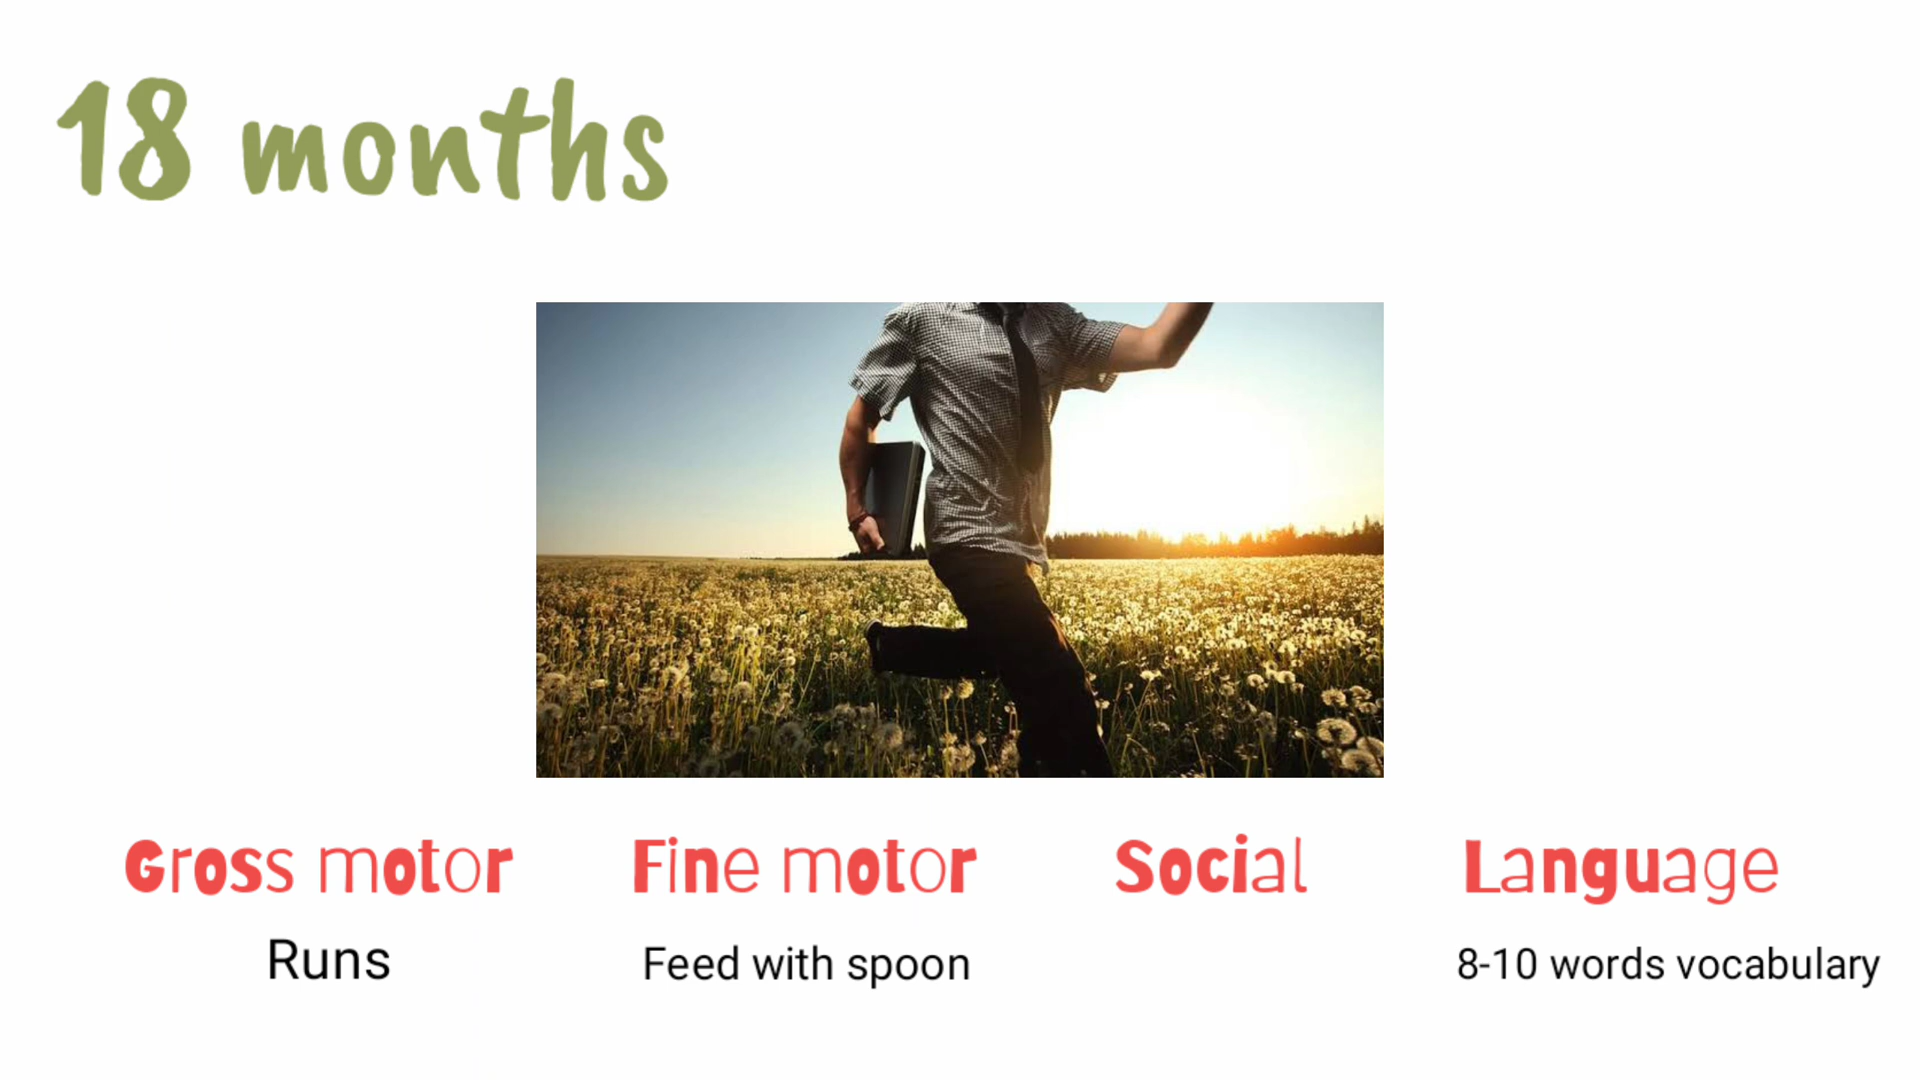 18 months
Gross motor
Fine motor
Social
Language
Runs
Feed with spoon
8-10 words vocabulary